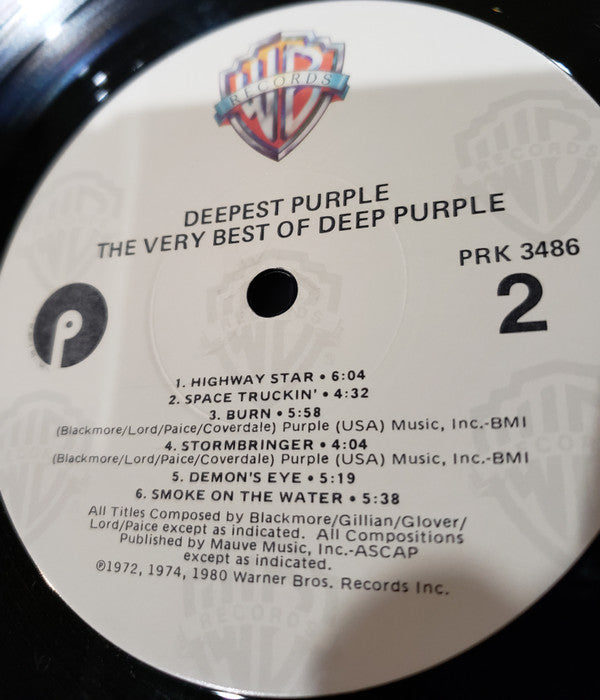 RECORDS
DEEPEST PURPLE
THE VERY BEST OF DEEP PURPLE
PRK 3486
2
1. HIGHWAY STAR • 6:04
2. SPACE TRUCKIN' • 4:32
3. BURN • 5:58
(Blackmore/Lord/Paice/Coverdale) Purple (USA) Music, Inc.-BMI
4. STORMBRINGER • 4:04
(Blackmore/Lord/Paice/Coverdale) Purple (USA) Music, Inc.-BMI
5. DEMON'S EYE • 5:19
6. SMOKE ON THE WATER • 5:38
All Titles Composed by Blackmore/Gillian/Glover/
Lord/Paice except as indicated. All Compositions
Published by Mauve Music, Inc.-ASCAP
except as indicated.
℗1972, 1974, 1980 Warner Bros. Records Inc.